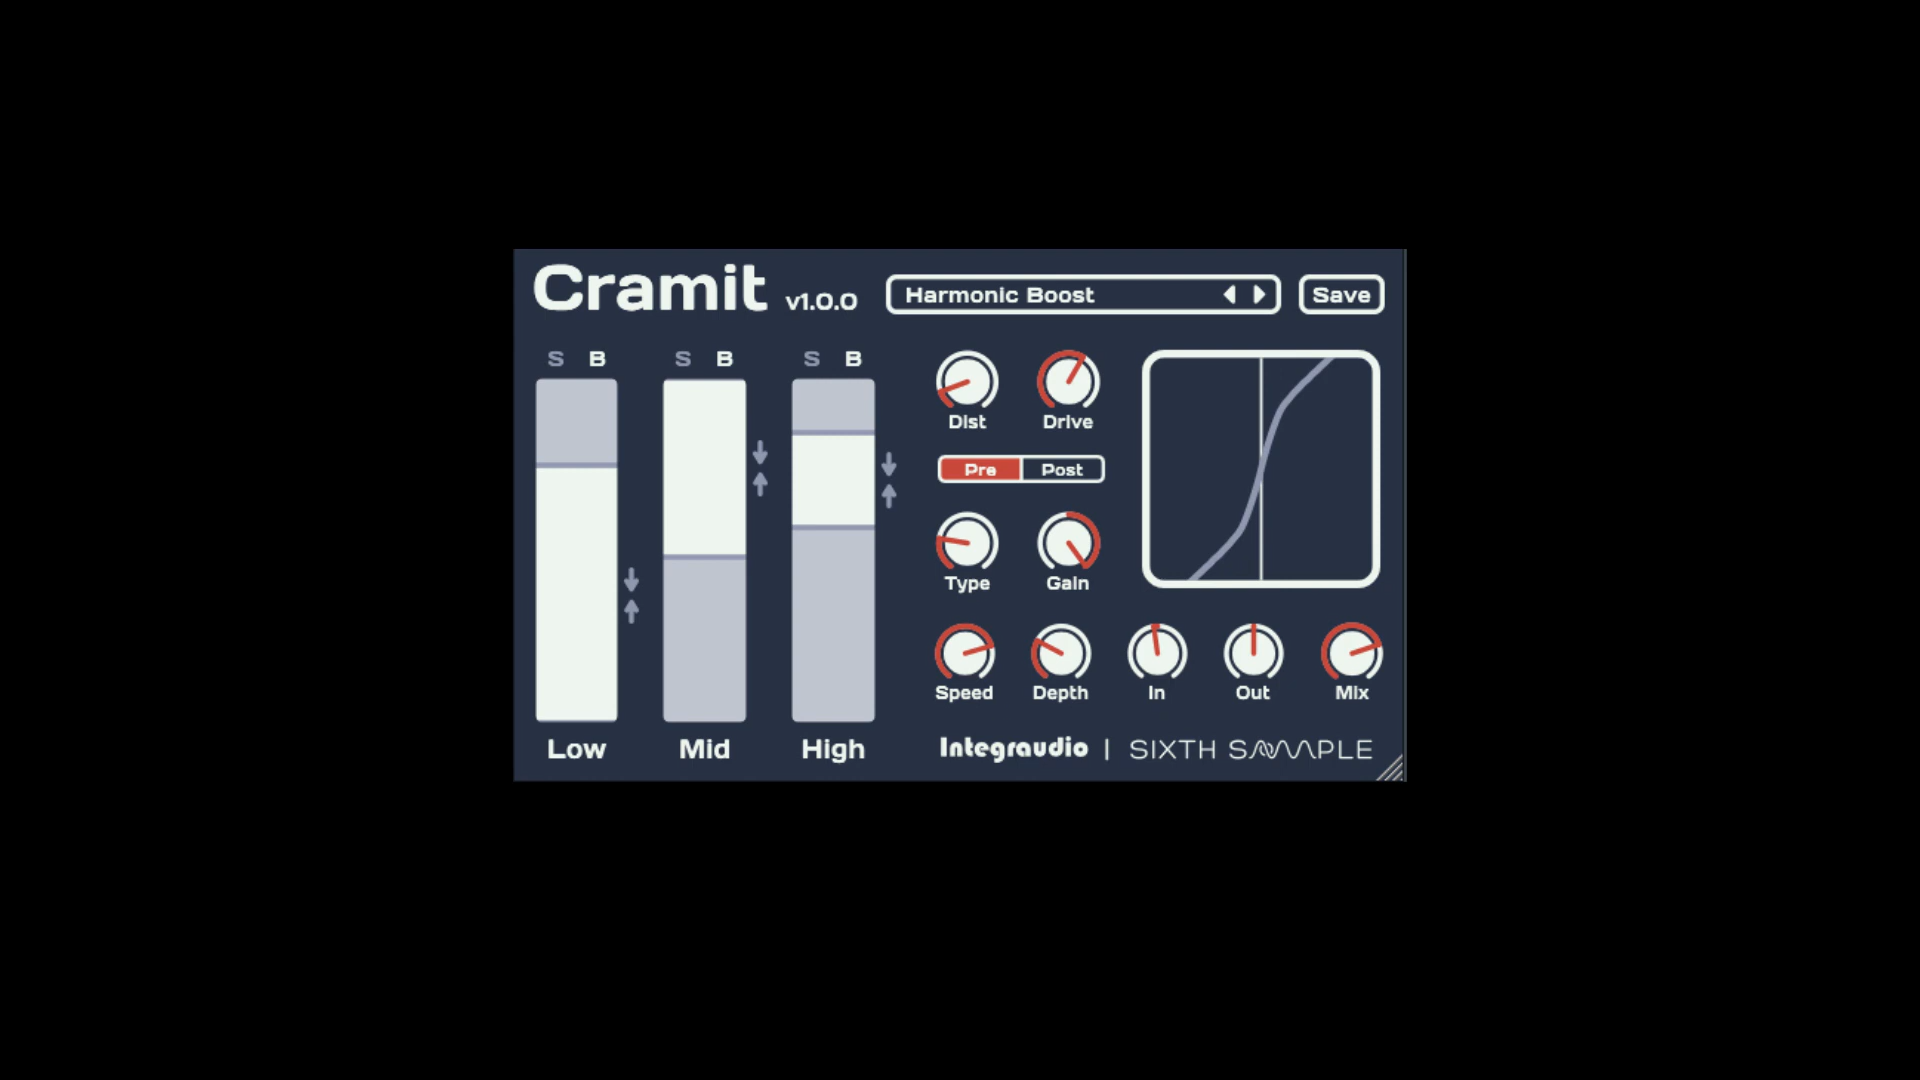 Cramit v1.0.0
Harmonic Boost
Save
S B S B S B
Dist Drive
Pre Post
Type Gain
Speed Depth In Out Mix
Low Mid High
Integraudio | SIXTH SAMPLE